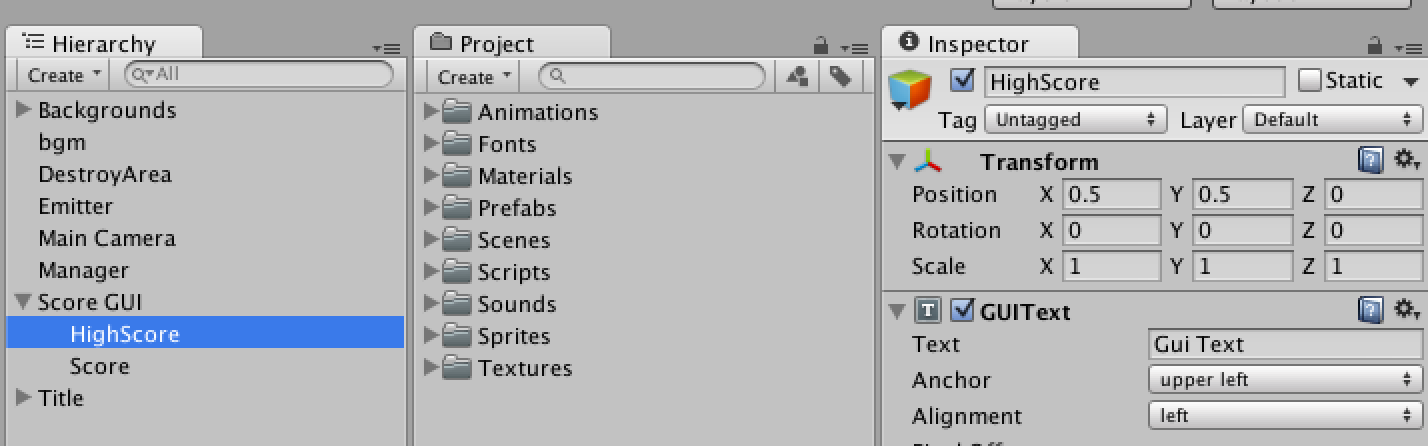 Hierarchy
Create
All
Backgrounds
bgm
DestroyArea
Emitter
Main Camera
Manager
Score GUI
HighScore
Score
Title
Project
Create
Animations
Fonts
Materials
Prefabs
Scenes
Scripts
Sounds
Sprites
Textures
Inspector
HighScore Static
Tag Untagged Layer Default
Transform
Position X 0.5 Y 0.5 Z 0
Rotation X 0 Y 0 Z 0
Scale X 1 Y 1 Z 1
T GUIText
Text Gui Text
Anchor upper left
Alignment left